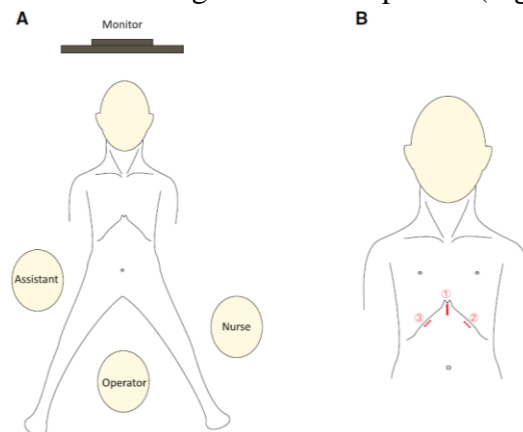 A
Monitor
Assistant
Nurse
Operator
B
①
③
②